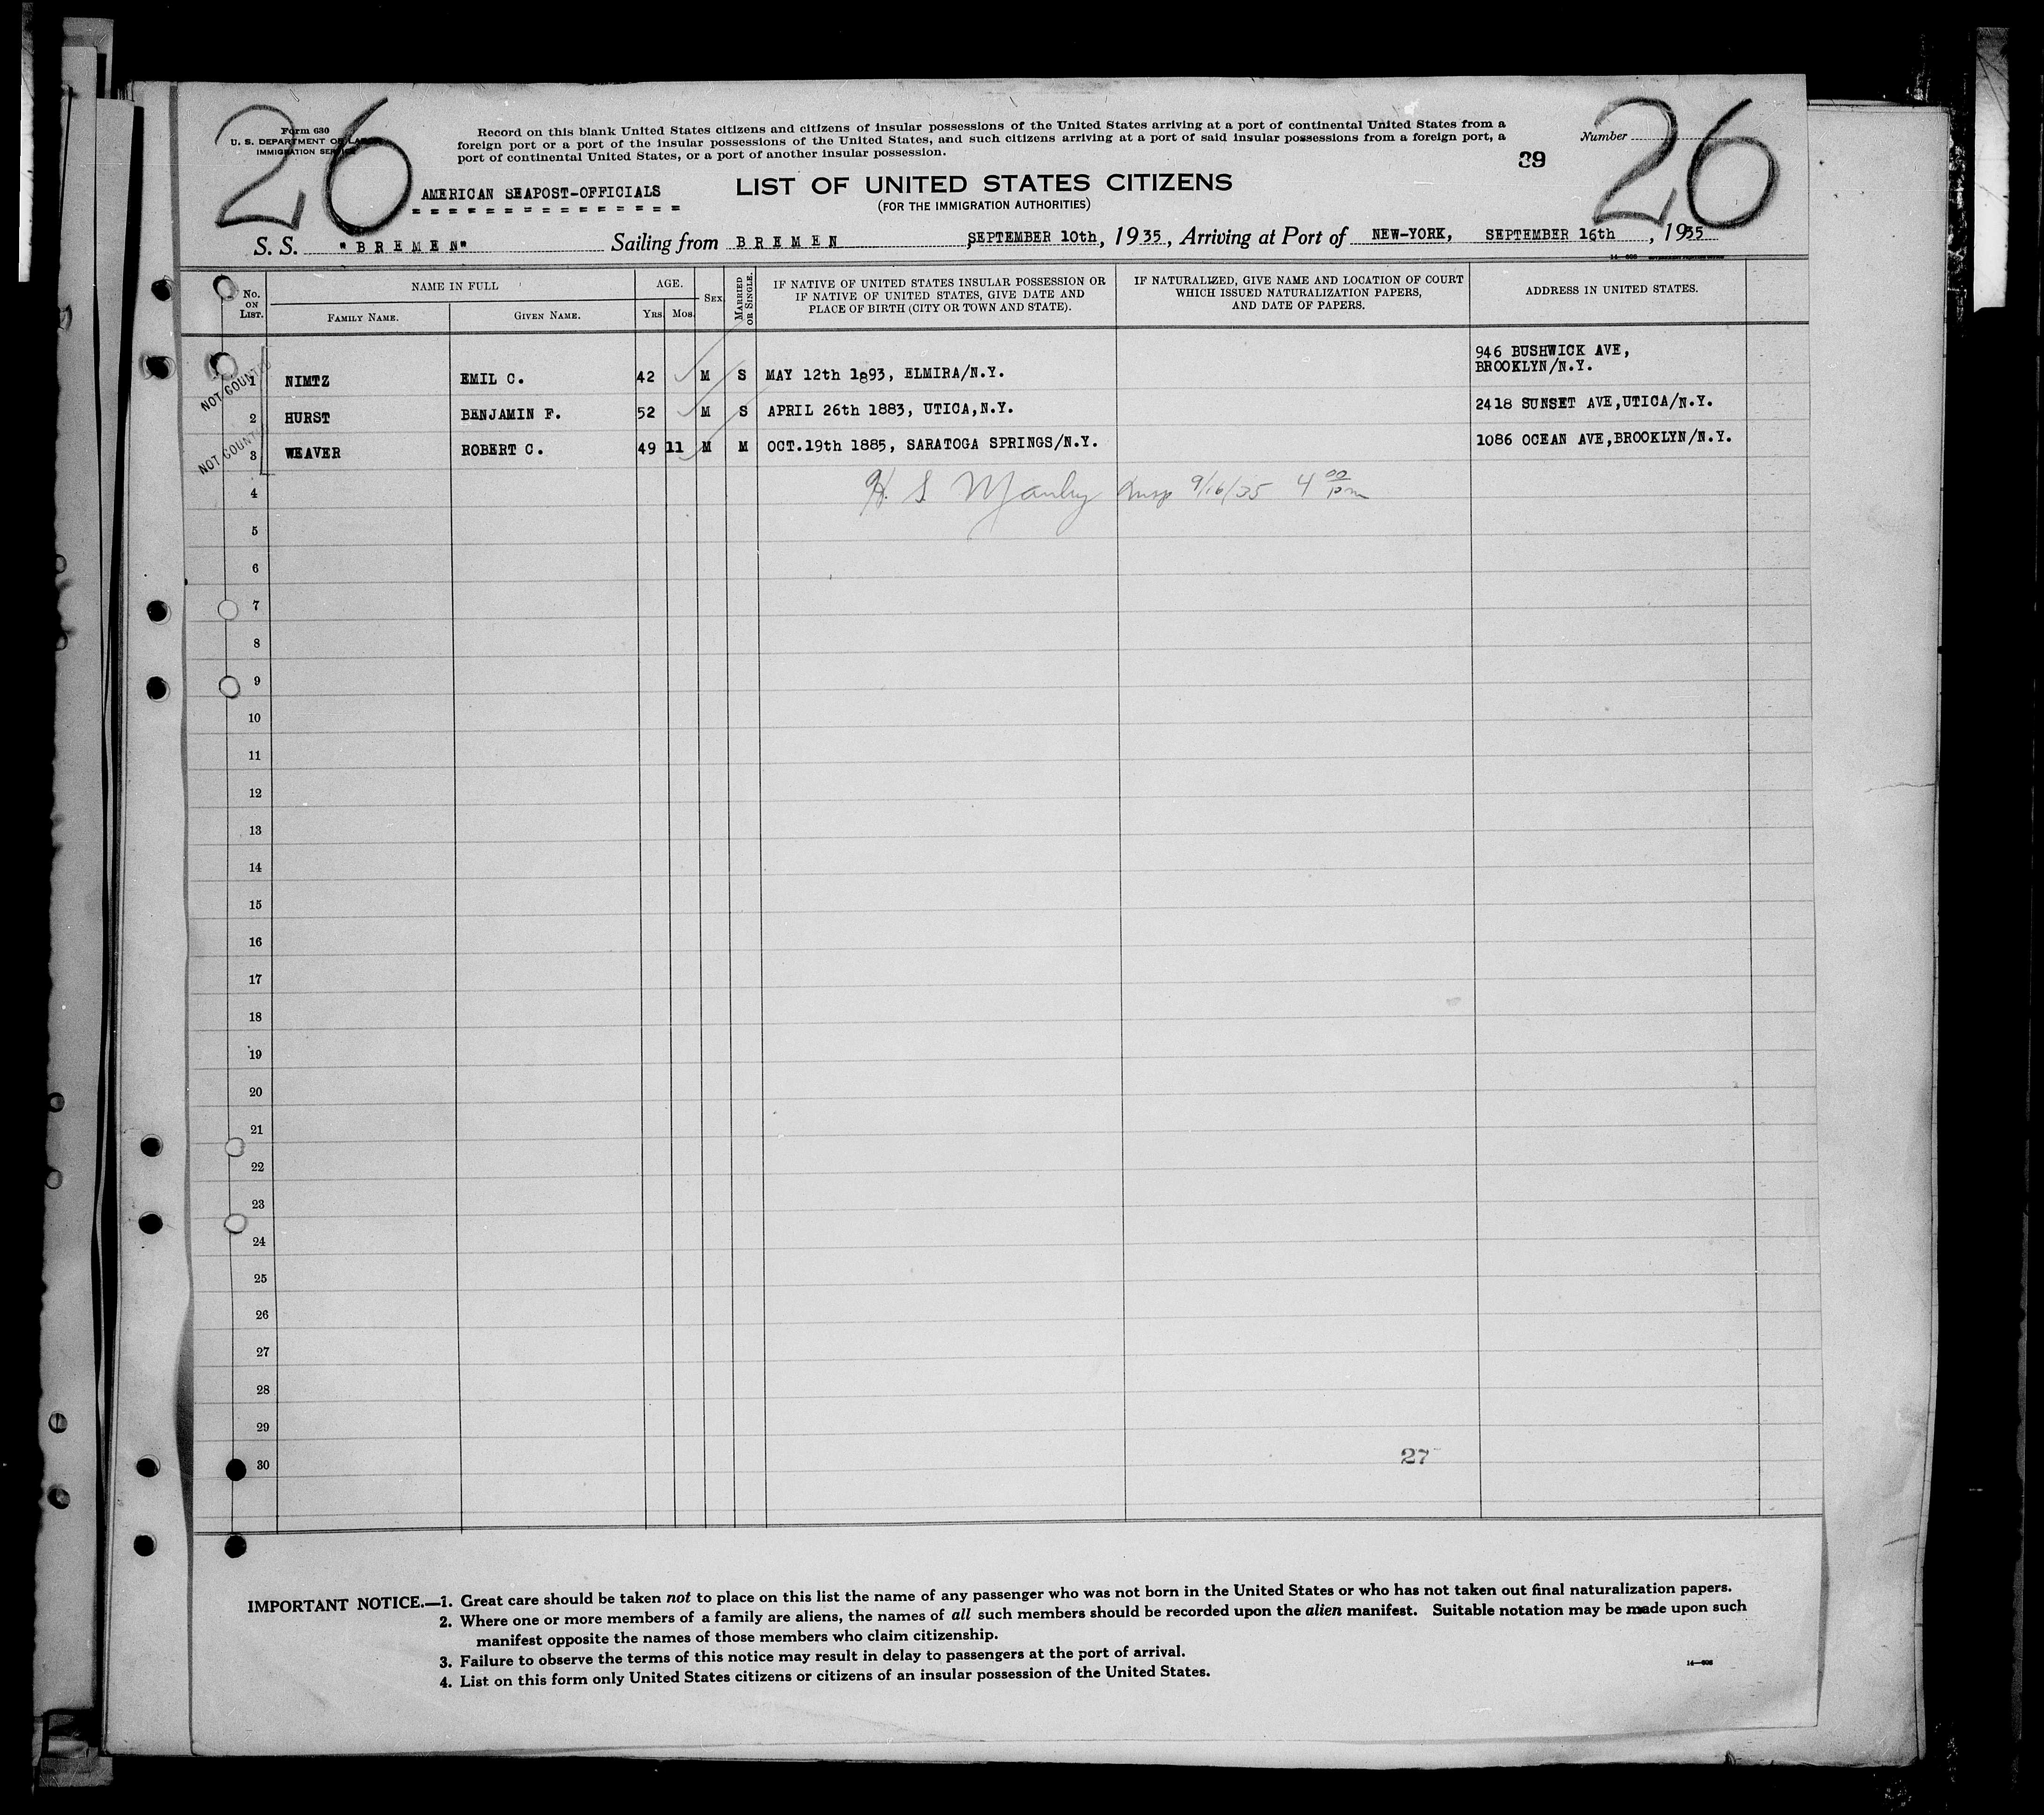 26
Form 630
U. S. DEPARTMENT OF LABOR
IMMIGRATION SERVICE
Record on this blank United States citizens and citizens of insular possessions of the United States arriving at a port of continental United States from a
foreign port or a port of the insular possessions of the United States, and such citizens arriving at a port of said insular possessions from a foreign port, a
port of continental United States, or a port of another insular possession.
Number
26
39
AMERICAN SEAPOST-OFFICIALS
LIST OF UNITED STATES CITIZENS
(FOR THE IMMIGRATION AUTHORITIES)
S. S. "BREMEN" Sailing from BREMEN SEPTEMBER 10th, 1935, Arriving at Port of NEW-YORK, SEPTEMBER 16th, 1935
No. ON LIST.
NAME IN FULL
FAMILY NAME. GIVEN NAME.
AGE.
YRS. MOS.
SEX.
MARRIED OR SINGLE.
IF NATIVE OF UNITED STATES INSULAR POSSESSION OR
IF NATIVE OF UNITED STATES, GIVE DATE AND
PLACE OF BIRTH (CITY OR TOWN AND STATE).
IF NATURALIZED, GIVE NAME AND LOCATION OF COURT
WHICH ISSUED NATURALIZATION PAPERS,
AND DATE OF PAPERS.
ADDRESS IN UNITED STATES.
NOT COUNTED
1 NIMTZ EMIL C. 42 M S MAY 12th 1893, ELMIRA/N.Y. 946 BUSHWICK AVE,
BROOKLYN/N.Y.
2 HURST BENJAMIN F. 52 M S APRIL 26th 1883, UTICA,N.Y. 2418 SUNSET AVE,UTICA/N.Y.
NOT COUNTED
3 WEAVER ROBERT C. 49 11 M M OCT.19th 1885, SARATOGA SPRINGS/N.Y. 1086 OCEAN AVE,BROOKLYN/N.Y.
4 H. S. Manby Insp 9/16/35 4 00 pm
5
6
7
8
9
10
11
12
13
14
15
16
17
18
19
20
21
22
23
24
25
26
27
28
29
30
27
IMPORTANT NOTICE.—1. Great care should be taken not to place on this list the name of any passenger who was not born in the United States or who has not taken out final naturalization papers.
2. Where one or more members of a family are aliens, the names of all such members should be recorded upon the alien manifest. Suitable notation may be made upon such
manifest opposite the names of those members who claim citizenship.
3. Failure to observe the terms of this notice may result in delay to passengers at the port of arrival.
4. List on this form only United States citizens or citizens of an insular possession of the United States.